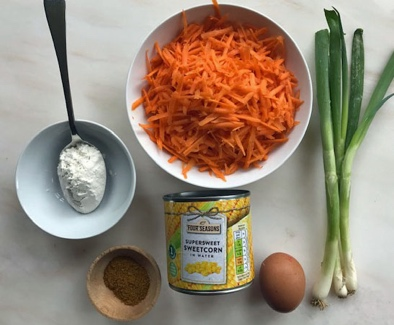 FOUR SEASONS
SUPERSWEET
SWEETCORN
IN WATER